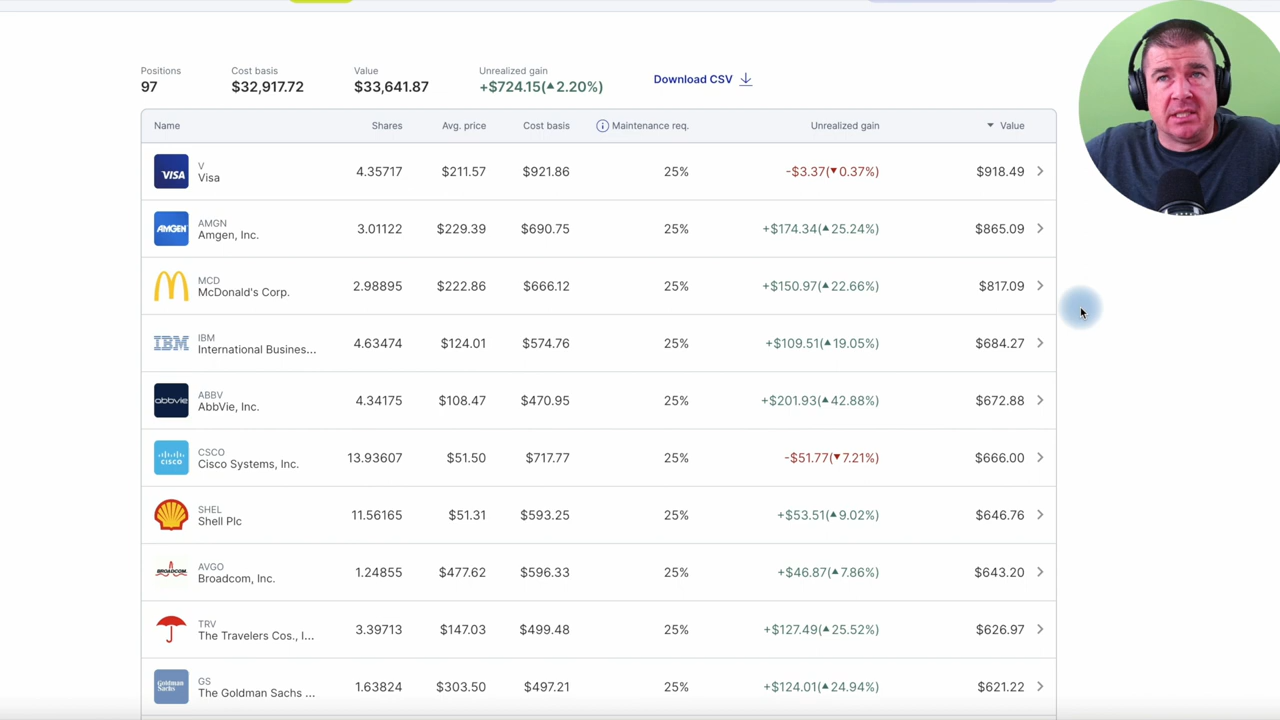 Positions Cost basis Value Unrealized gain
97 $32,917.72 $33,641.87 +$724.15(▲2.20%) Download CSV
Name Shares Avg. price Cost basis Maintenance req. Unrealized gain ▼ Value
VISA V
Visa 4.35717 $211.57 $921.86 25% -$3.37(▼0.37%) $918.49
AMGEN AMGN
Amgen, Inc. 3.01122 $229.39 $690.75 25% +$174.34(▲25.24%) $865.09
MCD
McDonald's Corp. 2.98895 $222.86 $666.12 25% +$150.97(▲22.66%) $817.09
IBM IBM
International Busines... 4.63474 $124.01 $574.76 25% +$109.51(▲19.05%) $684.27
abbvie ABBV
AbbVie, Inc. 4.34175 $108.47 $470.95 25% +$201.93(▲42.88%) $672.88
CISCO CSCO
Cisco Systems, Inc. 13.93607 $51.50 $717.77 25% -$51.77(▼7.21%) $666.00
SHEL
Shell Plc 11.56165 $51.31 $593.25 25% +$53.51(▲9.02%) $646.76
BROADCOM AVGO
Broadcom, Inc. 1.24855 $477.62 $596.33 25% +$46.87(▲7.86%) $643.20
TRV
The Travelers Cos., I... 3.39713 $147.03 $499.48 25% +$127.49(▲25.52%) $626.97
Goldman Sachs GS
The Goldman Sachs ... 1.63824 $303.50 $497.21 25% +$124.01(▲24.94%) $621.22